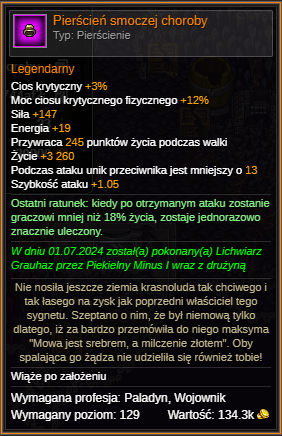 Pierścień smoczej choroby
Typ: Pierścienie
Legendarny
Cios krytyczny +3%
Moc ciosu krytycznego fizycznego +12%
Siła +147
Energia +19
Przywraca 245 punktów życia podczas walki
Życie +3 260
Podczas ataku unik przeciwnika jest mniejszy o 13
Szybkość ataku +1.05
Ostatni ratunek: kiedy po otrzymanym ataku zostanie
graczowi mniej niż 18% życia, zostaje jednorazowo
znacznie uleczony.
W dniu 01.07.2024 został(a) pokonany(a) Lichwiarz
Grauhaz przez Piekielny Minus I wraz z drużyną
Nie nosiła jeszcze ziemia krasnoluda tak chciwego i
tak łasego na zysk jak poprzedni właściciel tego
sygnetu. Szeptano o nim, że był niemową tylko
dlatego, iż za bardzo przemówiła do niego maksyma
"Mowa jest srebrem, a milczenie złotem". Oby
spalająca go żądza nie udzieliła się również tobie!
Wiąże po założeniu
Wymagana profesja: Paladyn, Wojownik
Wymagany poziom: 129 Wartość: 134.3k